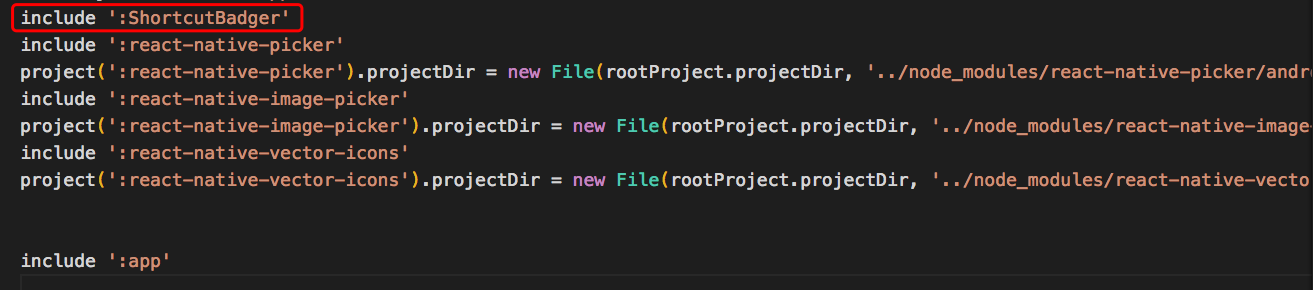 include ':ShortcutBadger'
include ':react-native-picker'
project(':react-native-picker').projectDir = new File(rootProject.projectDir, '../node_modules/react-native-picker/andr
include ':react-native-image-picker'
project(':react-native-image-picker').projectDir = new File(rootProject.projectDir, '../node_modules/react-native-image-
include ':react-native-vector-icons'
project(':react-native-vector-icons').projectDir = new File(rootProject.projectDir, '../node_modules/react-native-vecto
include ':app'